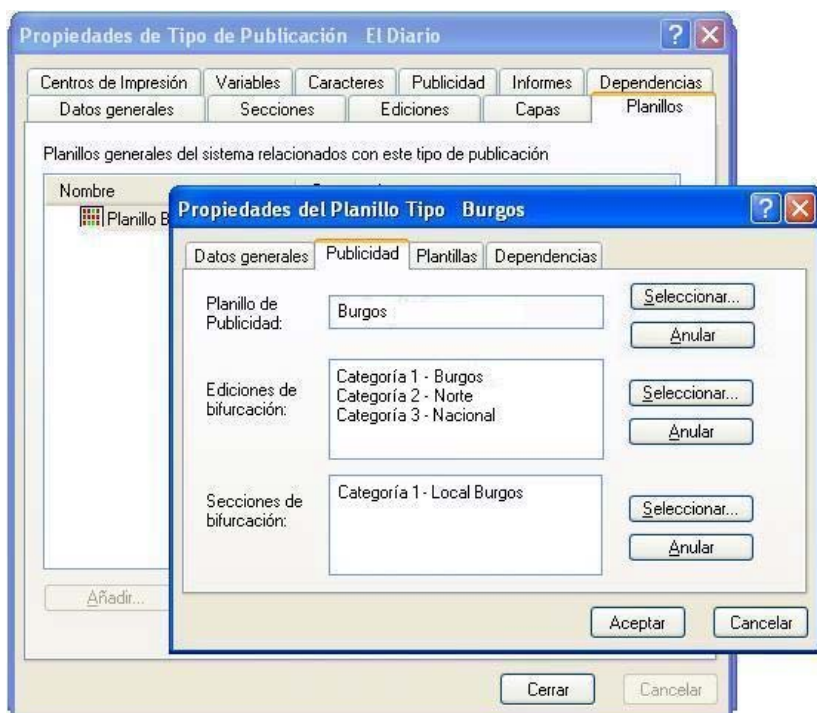 Propiedades de Tipo de Publicación El Diario
Centros de Impresión Variables Caracteres Publicidad Informes Dependencias
Datos generales Secciones Ediciones Capas Planillos
Planillos generales del sistema relacionados con este tipo de publicación
Nombre
Planillo B
Propiedades del Planillo Tipo Burgos
Datos generales Publicidad Plantillas Dependencias
Planillo de
Publicidad:
Burgos
Seleccionar...
Anular
Ediciones de
bifurcación:
Categoría 1 - Burgos
Categoría 2 - Norte
Categoría 3 - Nacional
Seleccionar...
Anular
Secciones de
bifurcación:
Categoría 1 - Local Burgos
Seleccionar...
Anular
Añadir...
Aceptar Cancelar
Cerrar Cancelar